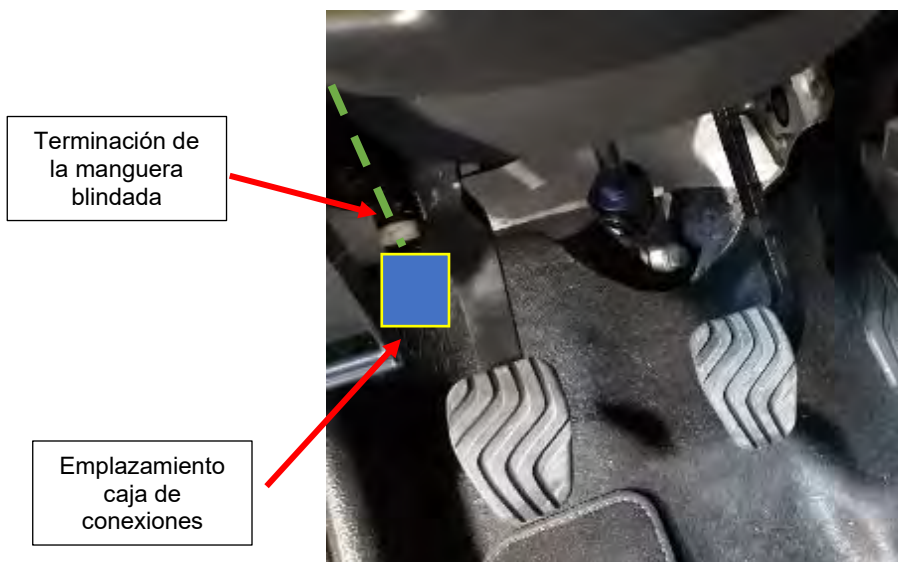 Terminación de
la manguera
blindada
Emplazamiento
caja de
conexiones